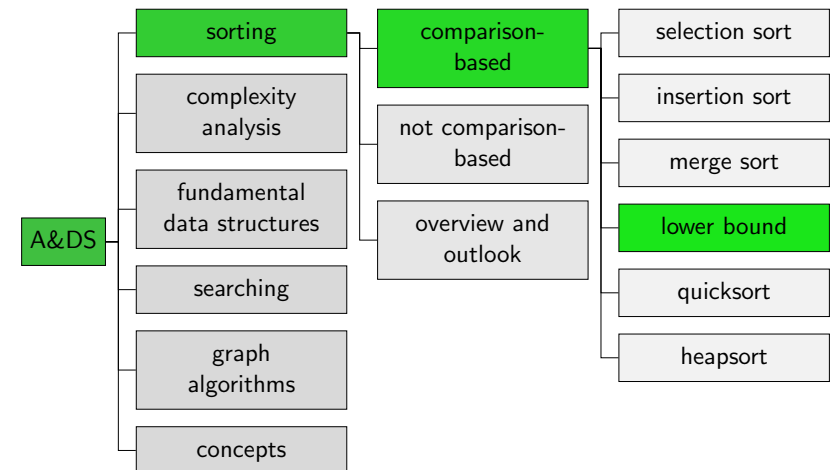 A&DS
sorting
complexity
analysis
fundamental
data structures
searching
graph
algorithms
concepts
comparison-
based
not comparison-
based
overview and
outlook
selection sort
insertion sort
merge sort
lower bound
quicksort
heapsort